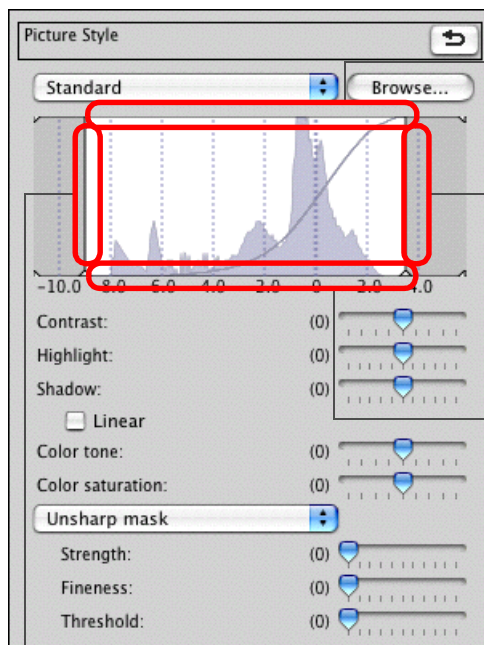 Picture Style
Standard Browse...
-10.0 -8.0 -6.0 -4.0 -2.0 0 2.0 4.0
Contrast: (0)
Highlight: (0)
Shadow: (0)
Linear
Color tone: (0)
Color saturation: (0)
Unsharp mask
Strength: (0)
Fineness: (0)
Threshold: (0)